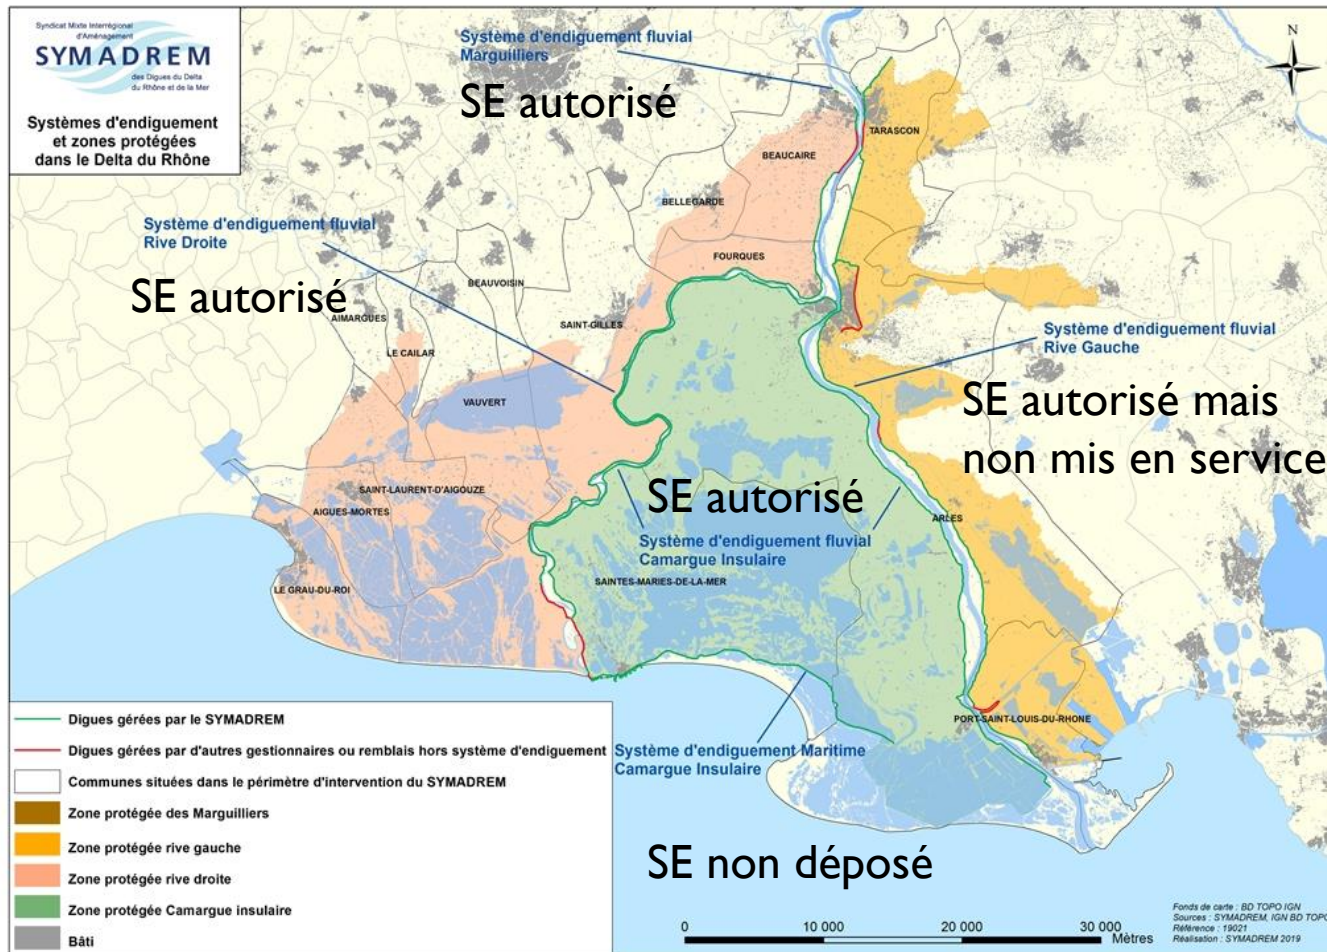 Syndicat Mixte Interrégional
d'Aménagement
SYMADREM
des Digues du Delta
du Rhône et de la Mer
Systèmes d'endiguement
et zones protégées
dans le Delta du Rhône
Système d'endiguement fluvial
Marguilliers
SE autorisé
N
TARASCON
BEAUCAIRE
BELLEGARDE
Système d'endiguement fluvial
Rive Droite
FOURQUES
SE autorisé
BEAUVOISIN
AIMARGUES
SAINT-GILLES
LE CAILAR
Système d'endiguement fluvial
Rive Gauche
VAUVERT
SE autorisé mais
non mis en service
SAINT-LAURENT-D'AIGOUZE
SE autorisé
AIGUES-MORTES
ARLES
Système d'endiguement fluvial
Camargue Insulaire
SAINTES-MARIES-DE-LA-MER
LE GRAU-DU-ROI
PORT-SAINT-LOUIS-DU-RHONE
Système d'endiguement Maritime
Camargue Insulaire
SE non déposé
Digues gérées par le SYMADREM
Digues gérées par d'autres gestionnaires ou remblais hors système d'endiguement
Communes situées dans le périmètre d'intervention du SYMADREM
Zone protégée des Marguilliers
Zone protégée rive gauche
Zone protégée rive droite
Zone protégée Camargue insulaire
Bâti
0 10 000 20 000 30 000
Mètres
Fonds de carte : BD TOPO IGN
Sources : SYMADREM, IGN BD TOPO
Référence : 19021
Réalisation : SYMADREM 2019